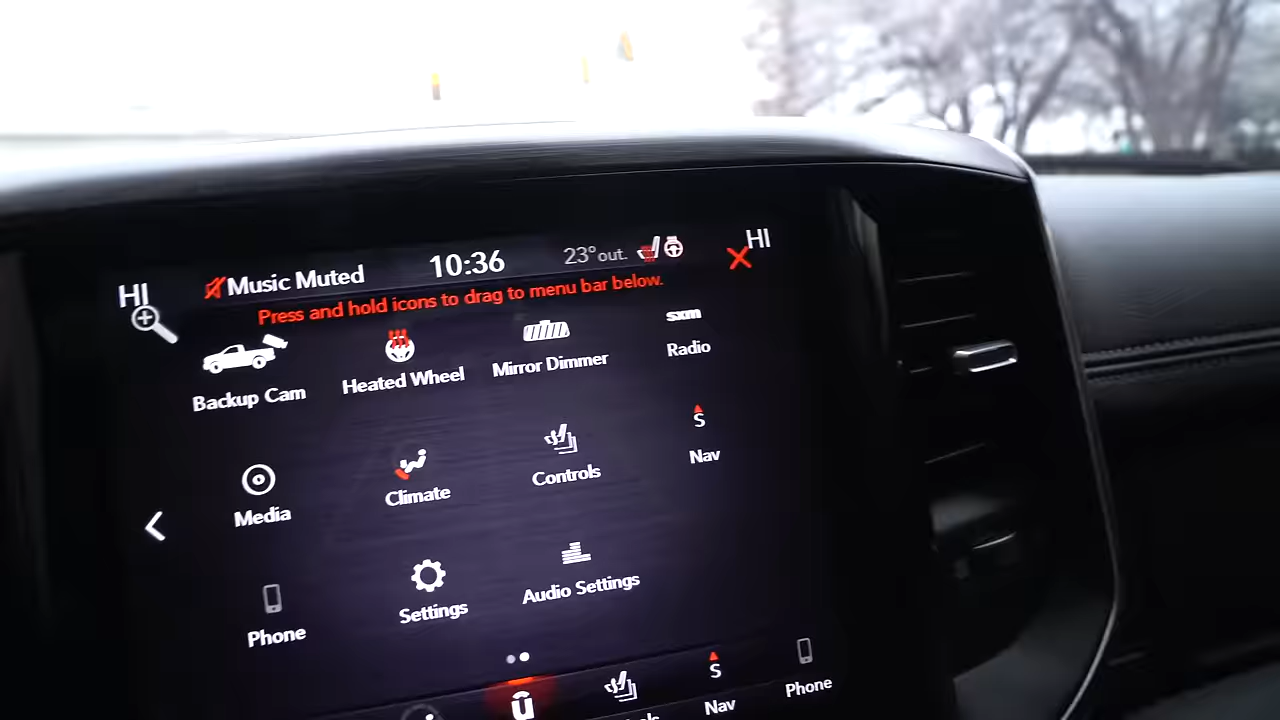 HI
Music Muted
10:36
23° out.
HI
Press and hold icons to drag to menu bar below.
Backup Cam
Heated Wheel
Mirror Dimmer
sxm
Radio
Media
Climate
Controls
S
Nav
Phone
Settings
Audio Settings
S
Nav
Phone